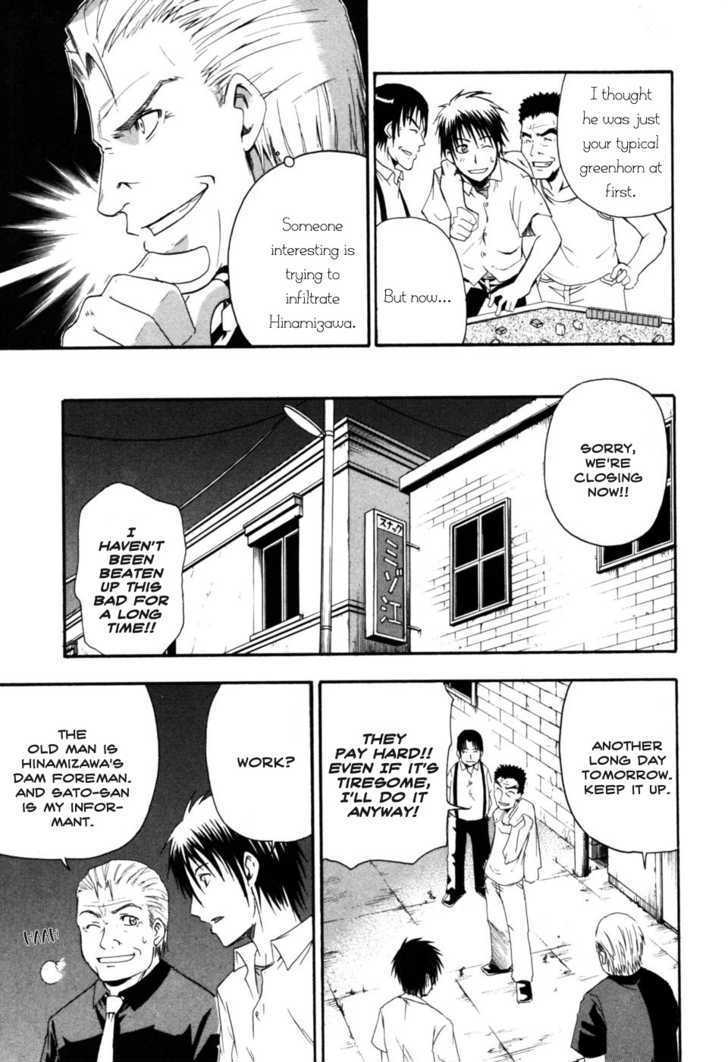 I thought
he was just
your typical
greenhorn at
first.
But now...
Someone
interesting is
trying to
infiltrate
Hinamizawa.
SORRY,
WE'RE
CLOSING
NOW!!
スナック
ミゾ江
I
HAVEN'T
BEEN
BEATEN
UP THIS
BAD FOR
A LONG
TIME!!
ANOTHER
LONG DAY
TOMORROW.
KEEP IT UP.
THEY
PAY HARD!!
EVEN IF IT'S
TIRESOME,
I'LL DO IT
ANYWAY!
WORK?
THE
OLD MAN IS
HINAMIZAWA'S
DAM FOREMAN.
AND SATO-SAN
IS MY INFOR-
MANT.